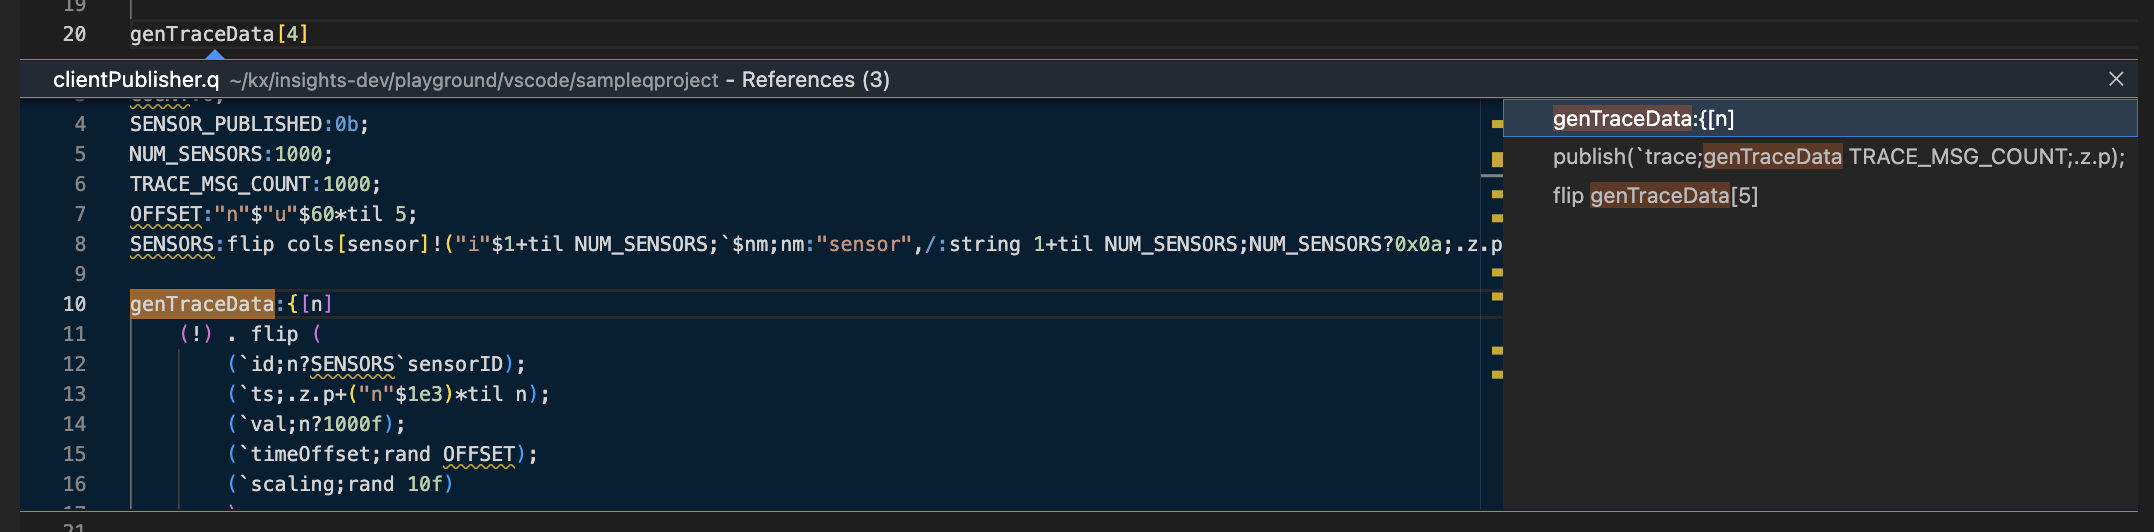 19
20 genTraceData[4]
clientPublisher.q ~/kx/insights-dev/playground/vscode/sampleqproject - References (3)
4 SENSOR_PUBLISHED:0b;
5 NUM_SENSORS:1000;
6 TRACE_MSG_COUNT:1000;
7 OFFSET:"n"$"u"$60*til 5;
8 SENSORS:flip cols[sensor]!("i"$1+til NUM_SENSORS;`$nm;nm:"sensor",/:string 1+til NUM_SENSORS;NUM_SENSORS?0x0a;.z.p
9
10 genTraceData:{[n]
11 (!) . flip (
12 (`id;n?SENSORS`sensorID);
13 (`ts;.z.p+("n"$1e3)*til n);
14 (`val;n?1000f);
15 (`timeOffset;rand OFFSET);
16 (`scaling;rand 10f)
genTraceData:{[n]
publish(`trace;genTraceData TRACE_MSG_COUNT;.z.p);
flip genTraceData[5]
21